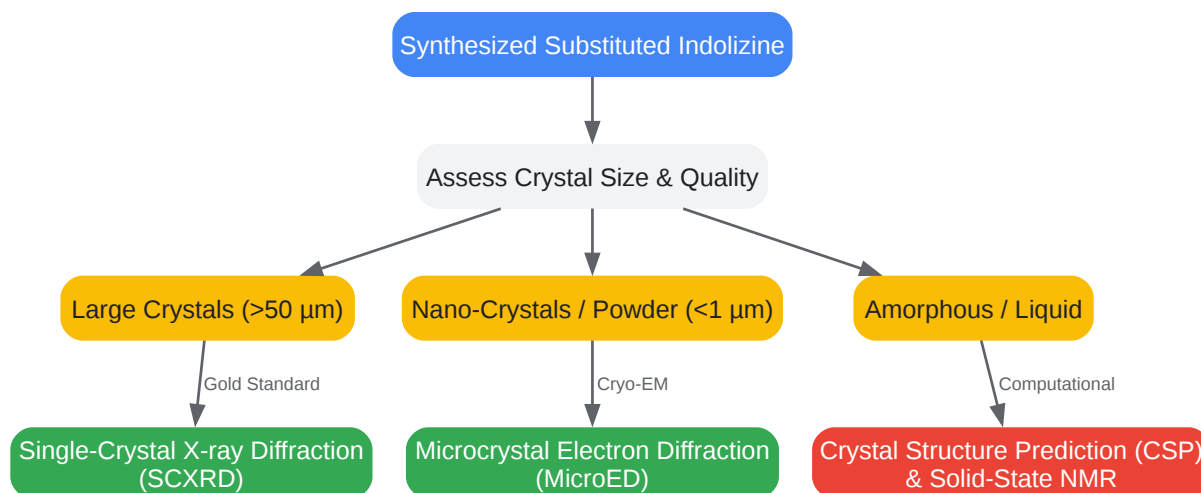 Synthesized Substituted Indolizine
Assess Crystal Size & Quality
Large Crystals (>50 µm)
Nano-Crystals / Powder (<1 µm)
Amorphous / Liquid
Gold Standard
Cryo-EM
Computational
Single-Crystal X-ray Diffraction
(SCXRD)
Microcrystal Electron Diffraction
(MicroED)
Crystal Structure Prediction (CSP)
& Solid-State NMR